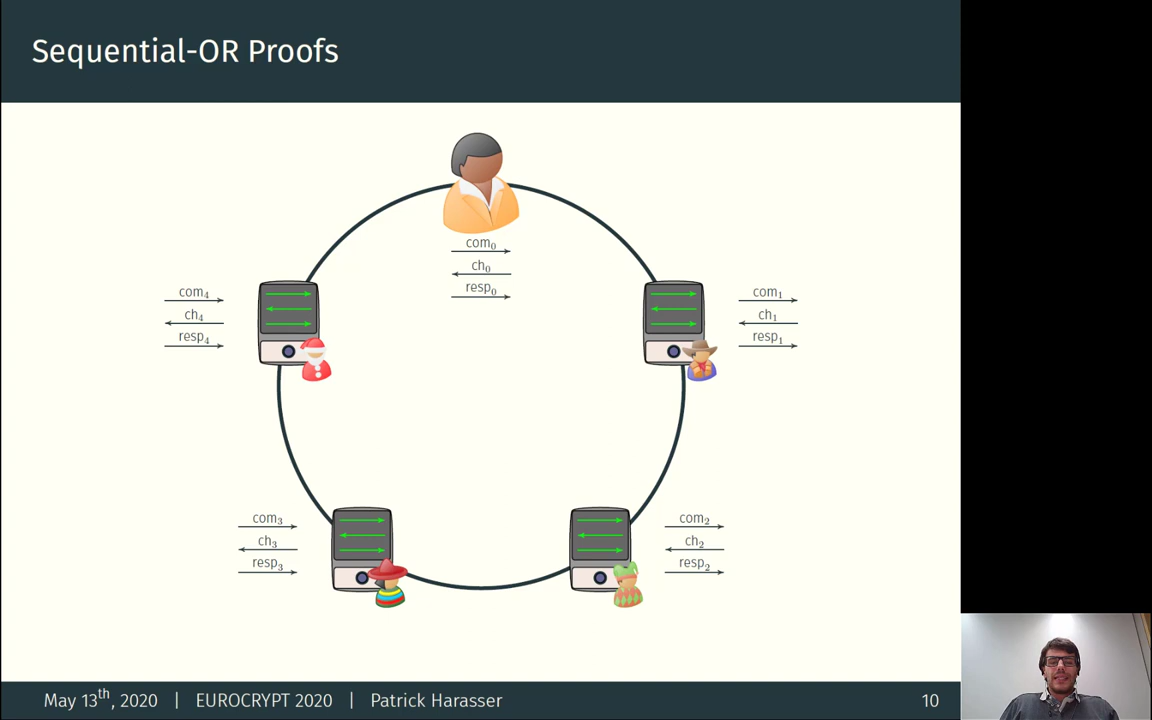 Sequential-OR Proofs
com₀
ch₀
resp₀
com₄
ch₄
resp₄
com₁
ch₁
resp₁
com₃
ch₃
resp₃
com₂
ch₂
resp₂
May 13th, 2020 | EUROCRYPT 2020 | Patrick Harasser
10